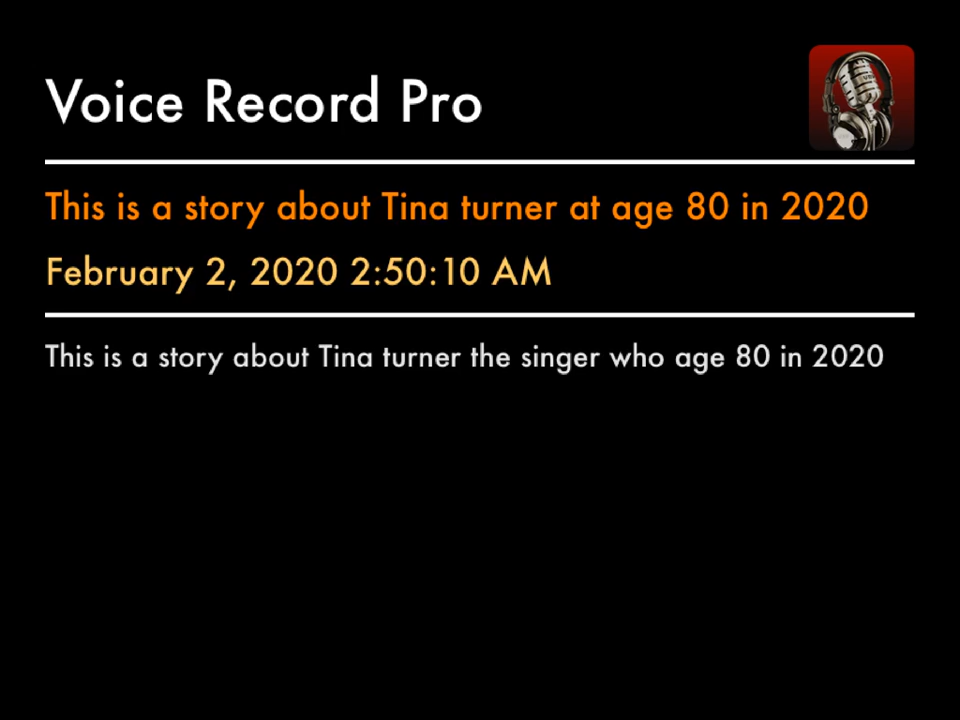 Voice Record Pro
This is a story about Tina turner at age 80 in 2020
February 2, 2020 2:50:10 AM
This is a story about Tina turner the singer who age 80 in 2020